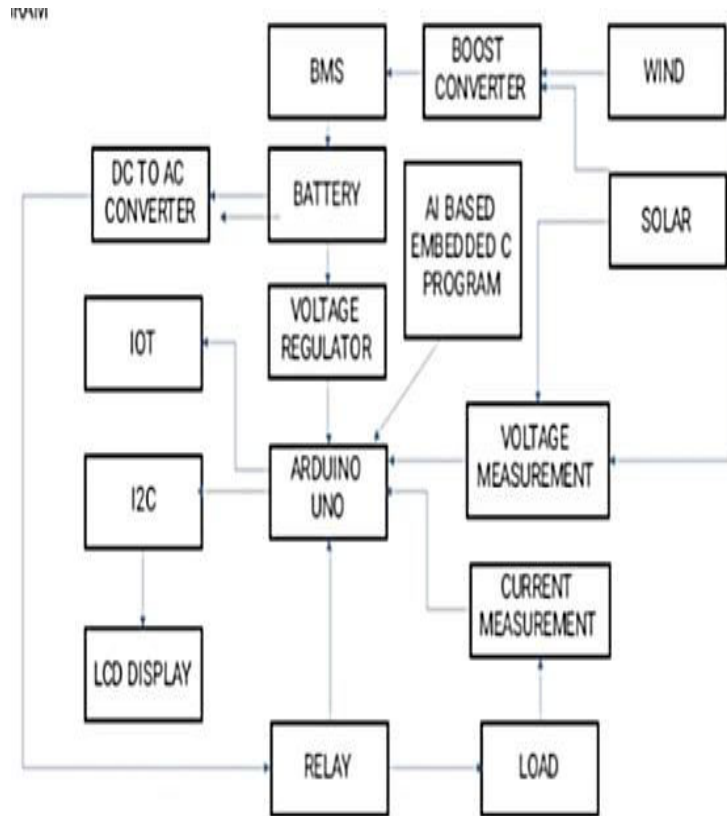 BMS
BOOST
CONVERTER
WIND
DC TO AC
CONVERTER
BATTERY
AI BASED
EMBEDDED C
PROGRAM
SOLAR
IOT
VOLTAGE
REGULATOR
VOLTAGE
MEASUREMENT
I2C
ARDUINO
UNO
CURRENT
MEASUREMENT
LCD DISPLAY
RELAY
LOAD